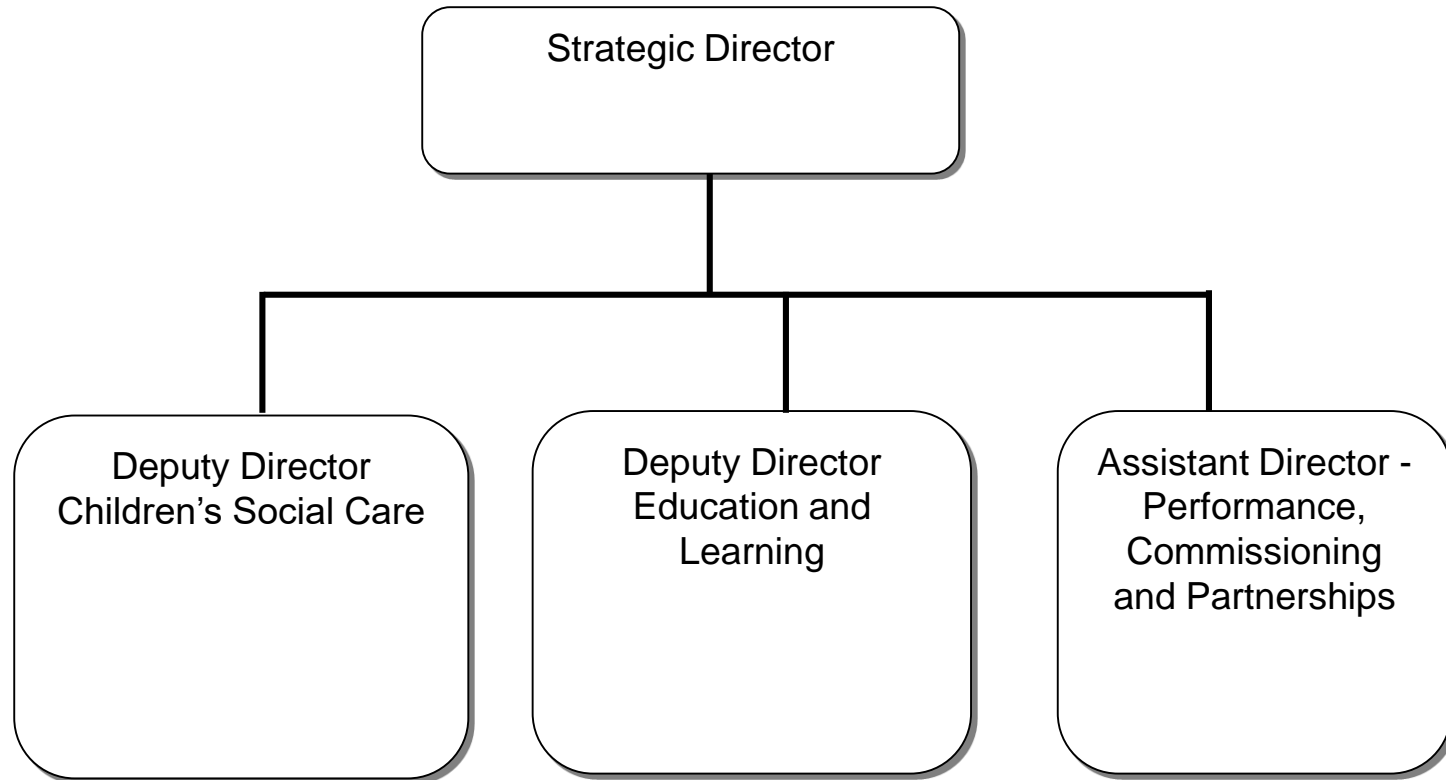 Strategic Director
Deputy Director
Children’s Social Care
Deputy Director
Education and
Learning
Assistant Director -
Performance,
Commissioning
and Partnerships